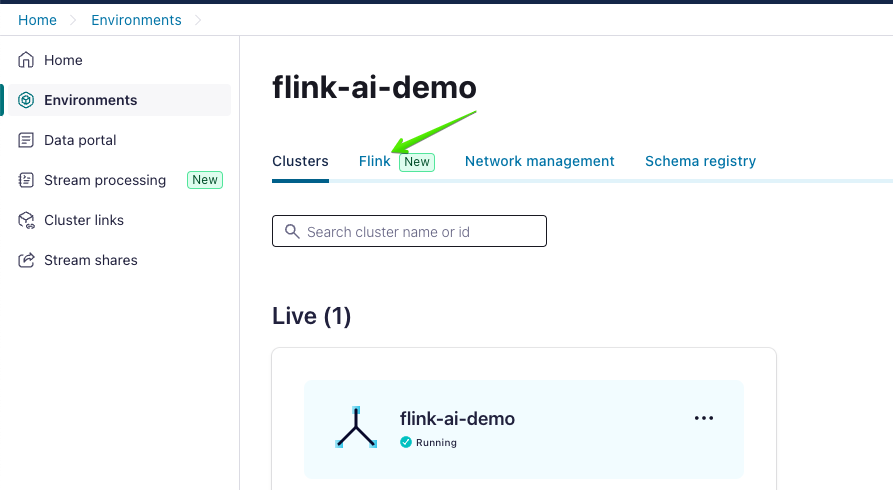 Home
Environments
Home
Environments
Data portal
Stream processing New
Cluster links
Stream shares
flink-ai-demo
Clusters Flink New Network management Schema registry
Search cluster name or id
Live (1)
flink-ai-demo
Running